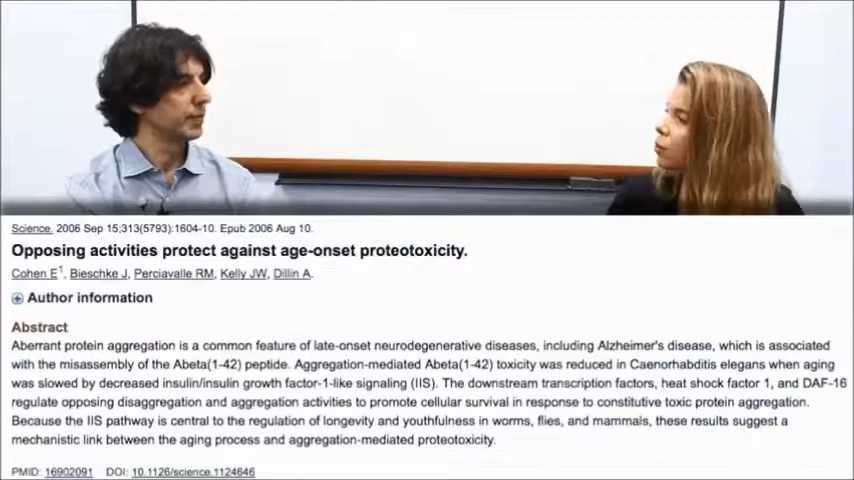 Science. 2006 Sep 15;313(5793):1604-10. Epub 2006 Aug 10.
Opposing activities protect against age-onset proteotoxicity.
Cohen E1, Bieschke J, Perciavalle RM, Kelly JW, Dillin A.
Author information
Abstract
Aberrant protein aggregation is a common feature of late-onset neurodegenerative diseases, including Alzheimer's disease, which is associated
with the misassembly of the Abeta(1-42) peptide. Aggregation-mediated Abeta(1-42) toxicity was reduced in Caenorhabditis elegans when aging
was slowed by decreased insulin/insulin growth factor-1-like signaling (IIS). The downstream transcription factors, heat shock factor 1, and DAF-16
regulate opposing disaggregation and aggregation activities to promote cellular survival in response to constitutive toxic protein aggregation.
Because the IIS pathway is central to the regulation of longevity and youthfulness in worms, flies, and mammals, these results suggest a
mechanistic link between the aging process and aggregation-mediated proteotoxicity.
PMID: 16902091 DOI: 10.1126/science.1124646